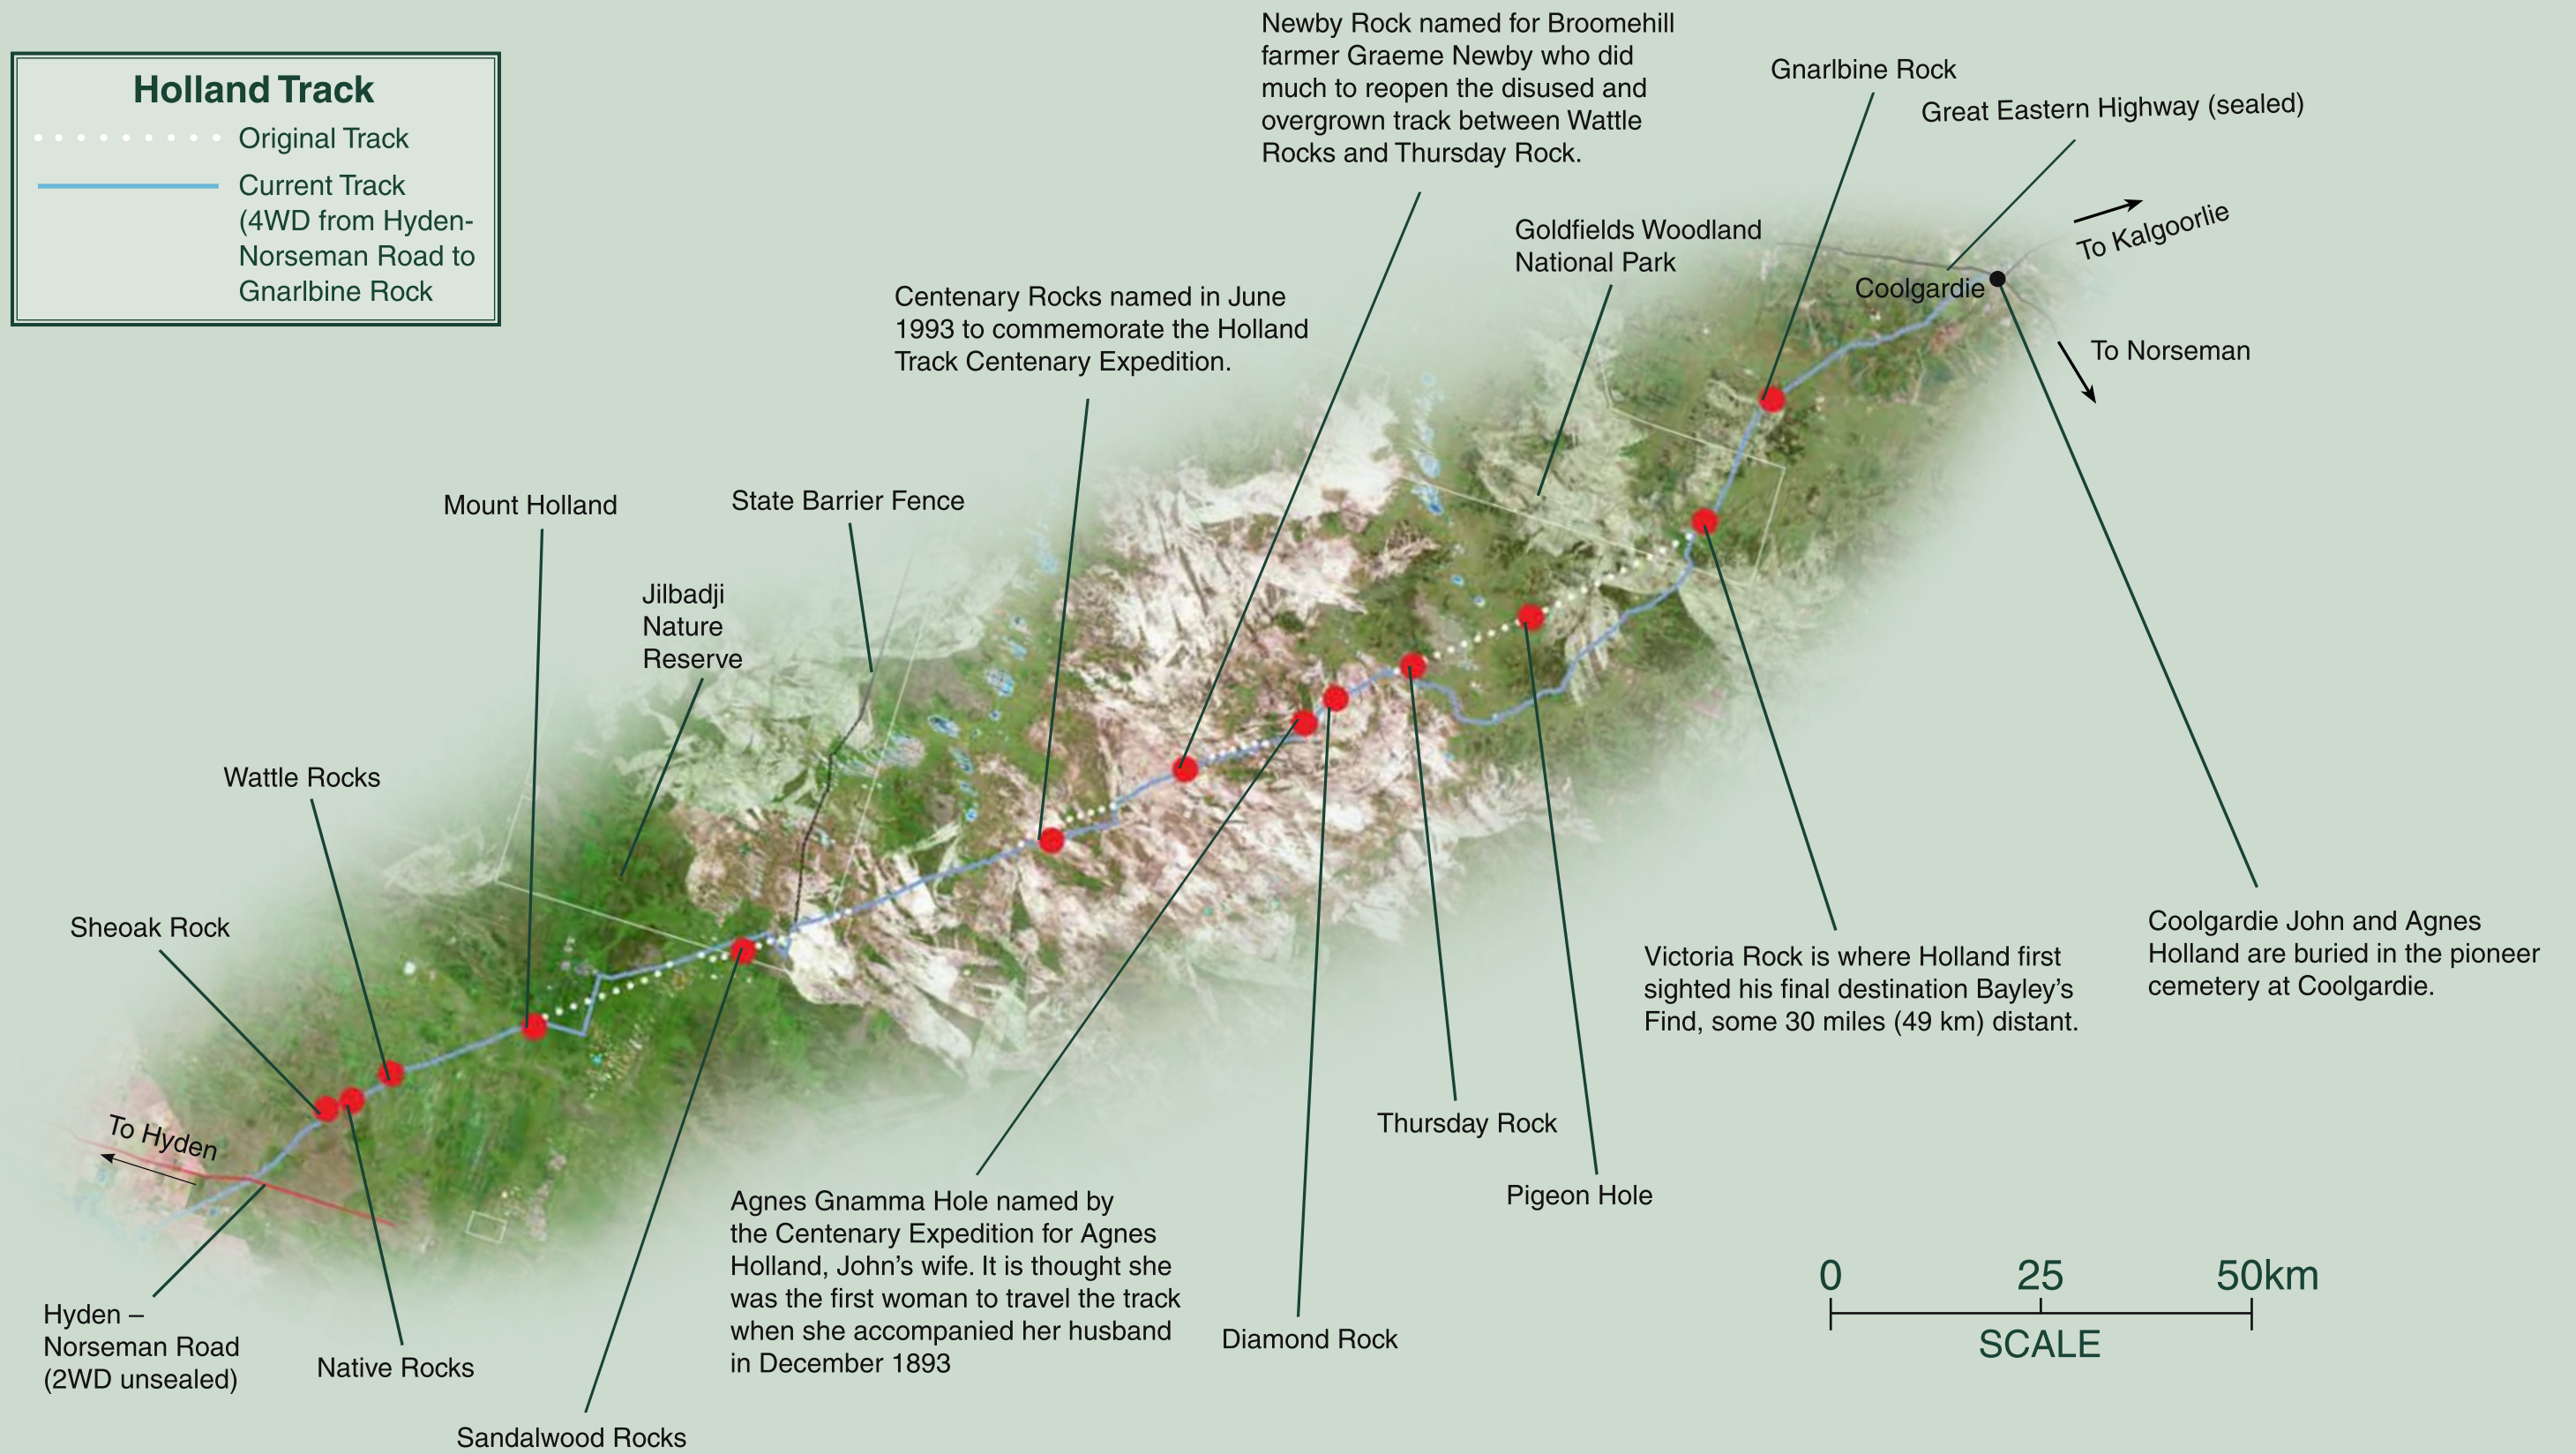 Holland Track
Original Track
Current Track
(4WD from Hyden-
Norseman Road to
Gnarlbine Rock
Newby Rock named for Broomehill
farmer Graeme Newby who did
much to reopen the disused and
overgrown track between Wattle
Rocks and Thursday Rock.
Gnarlbine Rock
Great Eastern Highway (sealed)
To Kalgoorlie
Goldfields Woodland
National Park
Coolgardie
To Norseman
Centenary Rocks named in June
1993 to commemorate the Holland
Track Centenary Expedition.
Mount Holland
State Barrier Fence
Jilbadji
Nature
Reserve
Wattle Rocks
Sheoak Rock
To Hyden
Hyden –
Norseman Road
(2WD unsealed)
Native Rocks
Sandalwood Rocks
Agnes Gnamma Hole named by
the Centenary Expedition for Agnes
Holland, John’s wife. It is thought she
was the first woman to travel the track
when she accompanied her husband
in December 1893
Diamond Rock
Thursday Rock
Pigeon Hole
Victoria Rock is where Holland first
sighted his final destination Bayley’s
Find, some 30 miles (49 km) distant.
Coolgardie John and Agnes
Holland are buried in the pioneer
cemetery at Coolgardie.
0 25 50km
SCALE